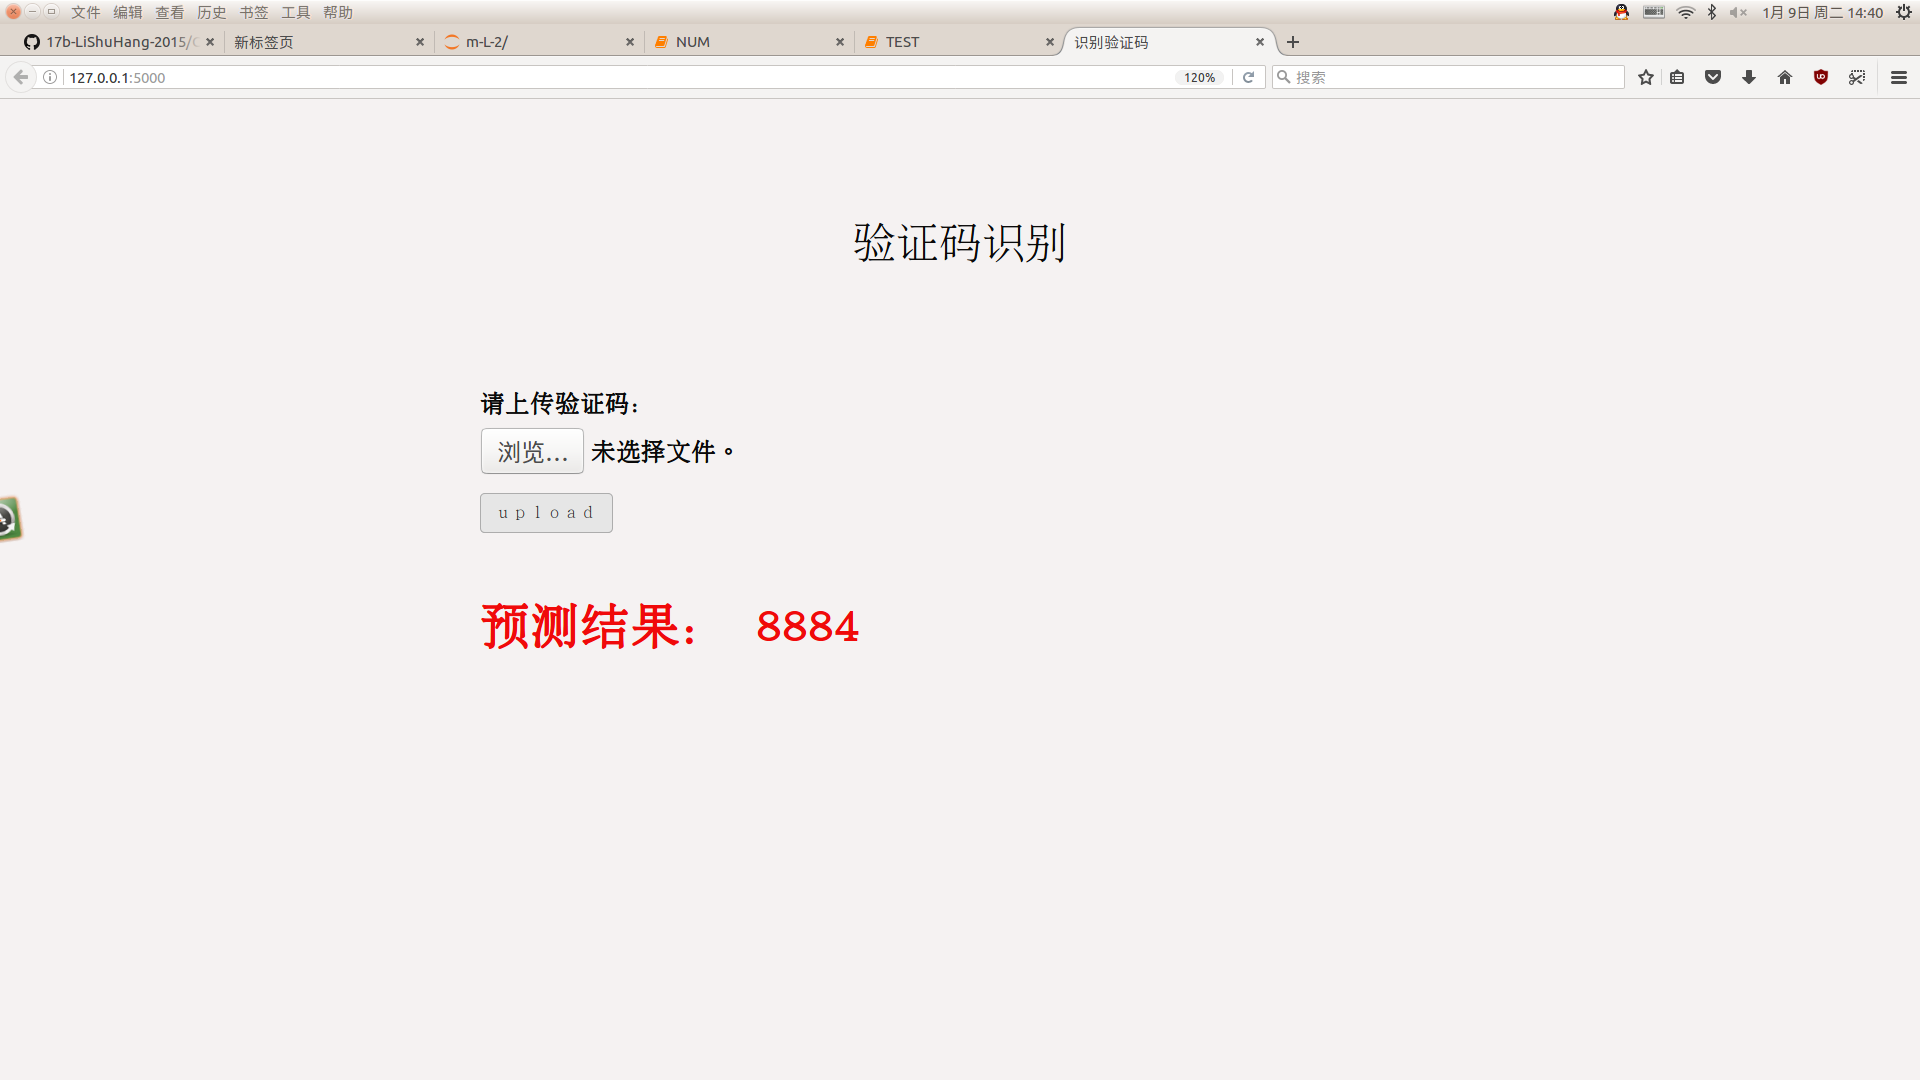 文件 编辑 查看 历史 书签 工具 帮助
1月 9日 周二 14:40
17b-LiShuHang-2015/
新标签页
m-L-2/
NUM
TEST
识别验证码
127.0.0.1:5000
120%
搜索
验证码识别
请上传验证码：
浏览... 未选择文件。
upload
预测结果： 8884